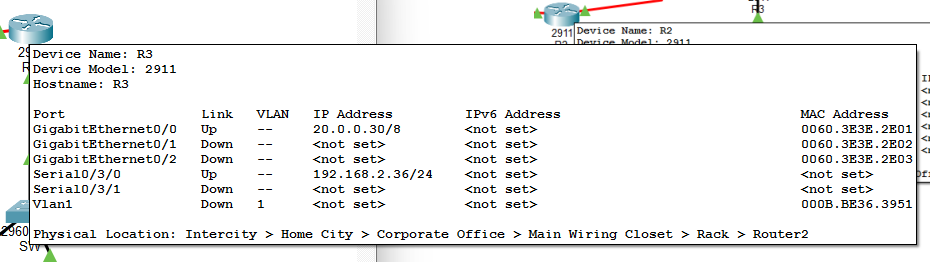 R3
2911
Device Name: R2
Device Model: 2911
Device Name: R3
Device Model: 2911
Hostname: R3
Port Link VLAN IP Address IPv6 Address MAC Address
GigabitEthernet0/0 Up -- 20.0.0.30/8 <not set> 0060.3E3E.2E01
GigabitEthernet0/1 Down -- <not set> <not set> 0060.3E3E.2E02
GigabitEthernet0/2 Down -- <not set> <not set> 0060.3E3E.2E03
Serial0/3/0 Up -- 192.168.2.36/24 <not set> <not set>
Serial0/3/1 Down -- <not set> <not set> <not set>
Vlan1 Down 1 <not set> <not set> 000B.BE36.3951
Physical Location: Intercity > Home City > Corporate Office > Main Wiring Closet > Rack > Router2
2960
SW